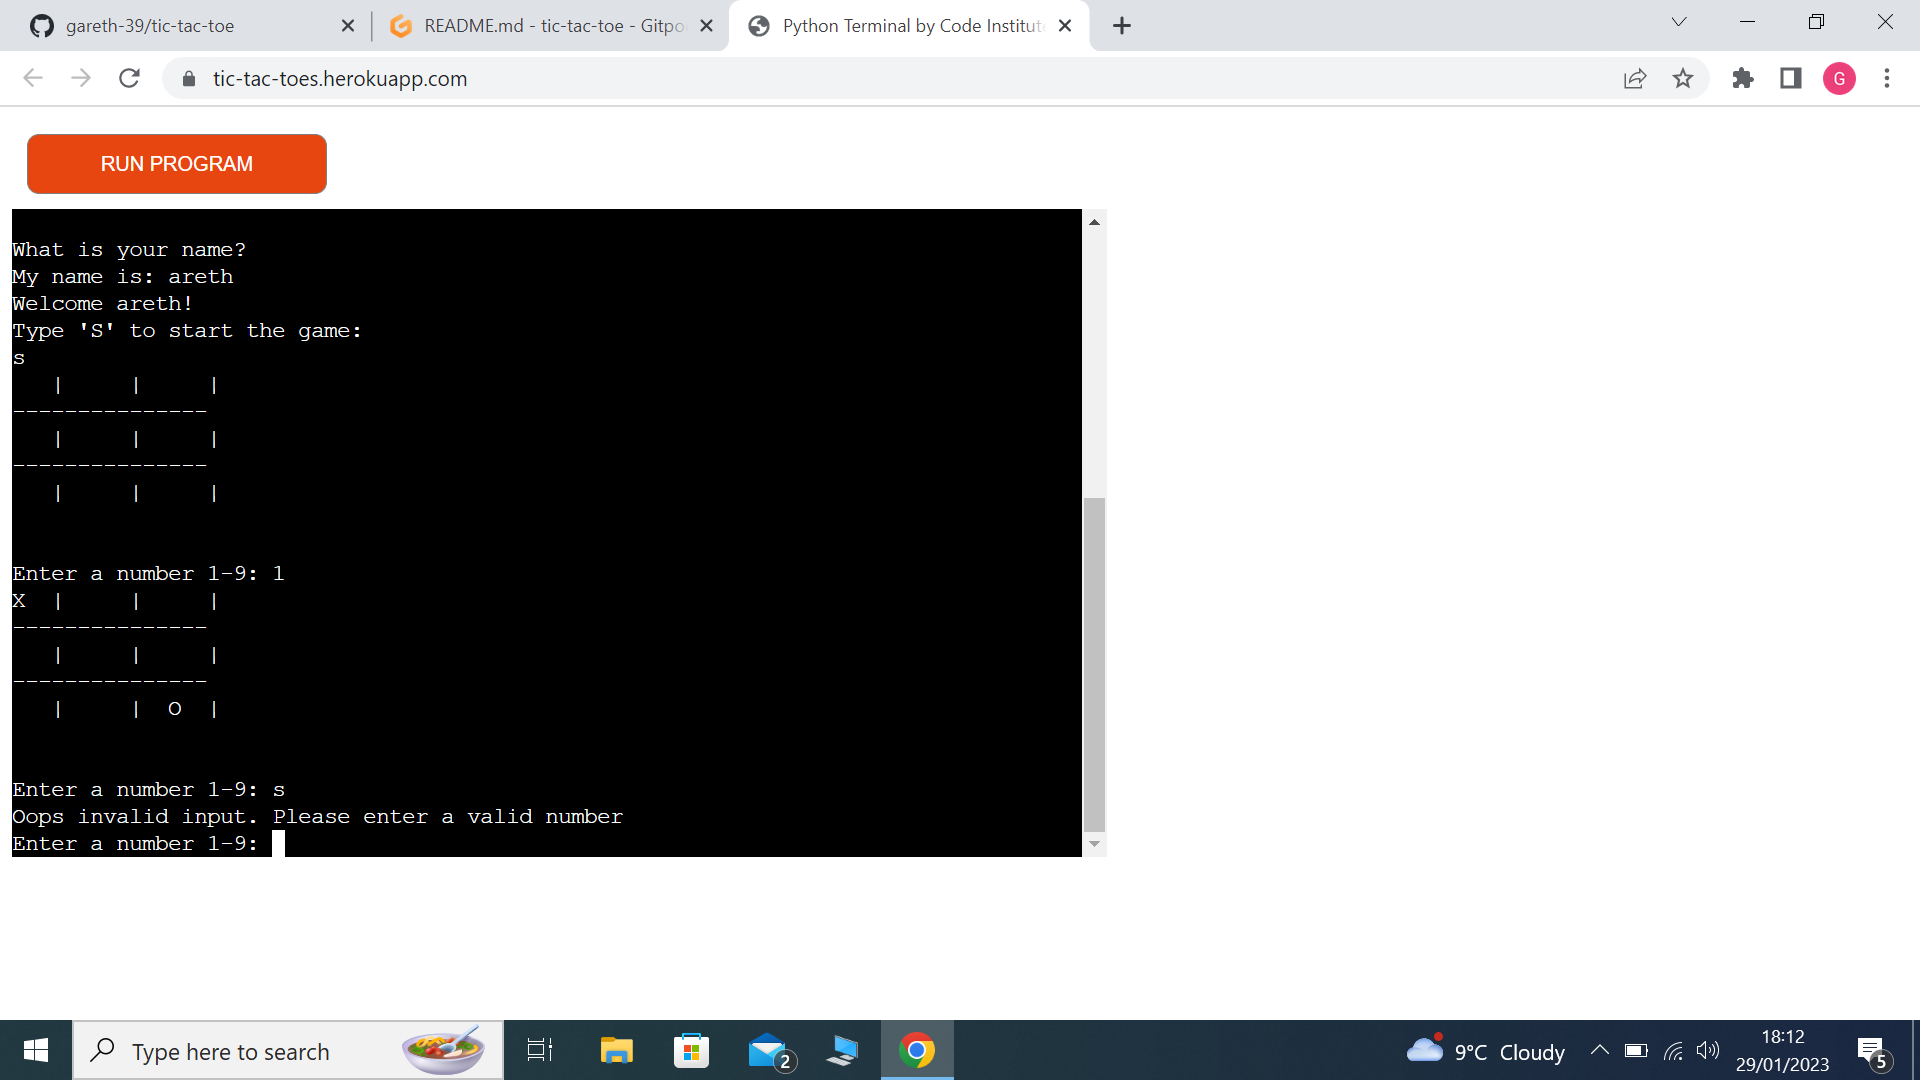 gareth-39/tic-tac-toe
README.md - tic-tac-toe - Gitpo
Python Terminal by Code Institute
tic-tac-toes.herokuapp.com
G
RUN PROGRAM
What is your name?
My name is: areth
Welcome areth!
Type 'S' to start the game:
s
| | |
---------------
| | |
---------------
| | |
Enter a number 1-9: 1
X | | |
---------------
| | |
---------------
| | O |
Enter a number 1-9: s
Oops invalid input. Please enter a valid number
Enter a number 1-9:
Type here to search
2
9°C Cloudy
18:12
29/01/2023
5